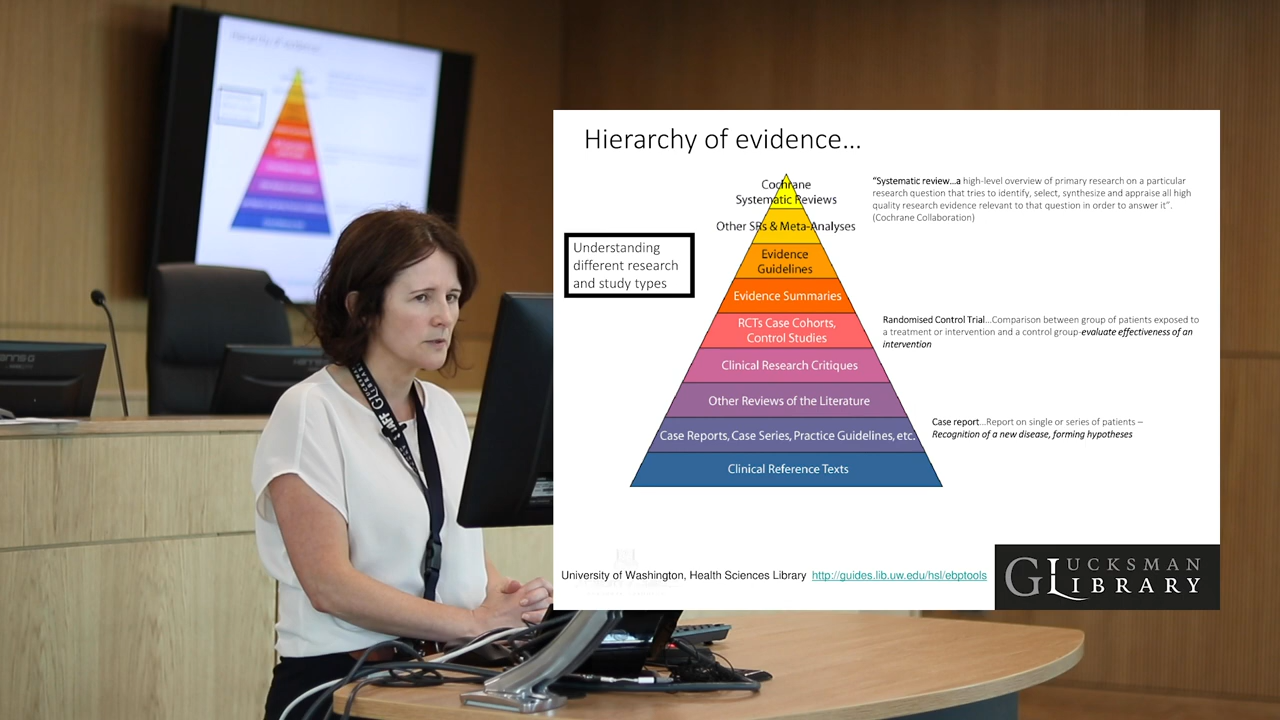 Hierarchy of evidence...
Hierarchy of evidence…
Cochrane
Systematic Reviews
Other SRs & Meta-Analyses
Evidence
Guidelines
Evidence Summaries
RCTs Case Cohorts,
Control Studies
Clinical Research Critiques
Other Reviews of the Literature
Case Reports, Case Series, Practice Guidelines, etc.
Clinical Reference Texts
Understanding
different research
and study types
“Systematic review…a high-level overview of primary research on a particular
research question that tries to identify, select, synthesize and appraise all high
quality research evidence relevant to that question in order to answer it”.
(Cochrane Collaboration)
Randomised Control Trial…Comparison between group of patients exposed to
a treatment or intervention and a control group-evaluate effectiveness of an
intervention
Case report…Report on single or series of patients –
Recognition of a new disease, forming hypotheses
University of Washington, Health Sciences Library http://guides.lib.uw.edu/hsl/ebptools
GLUCKSMAN
LIBRARY
STAFF GLUCKSMAN LIBRARY